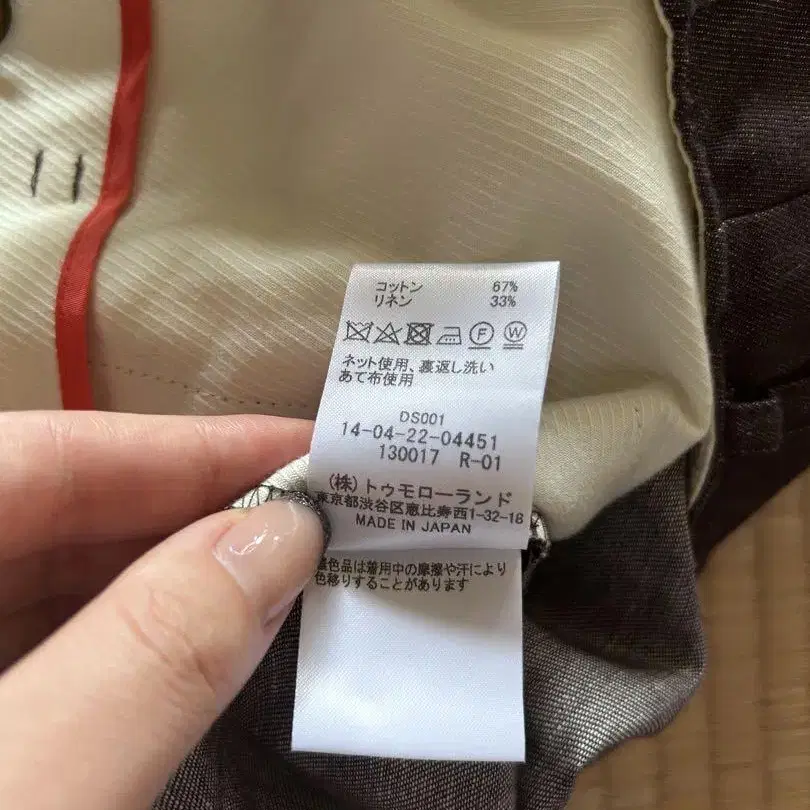 コットン 67%
リネン 33%
F W
ネット使用、裏返し洗い
あて布使用
DS001
14-04-22-04451
130017 R-01
(株)トゥモローランド
東京都渋谷区恵比寿西1-32-18
MADE IN JAPAN
濃色品は着用中の摩擦や汗により
色移りすることがあります